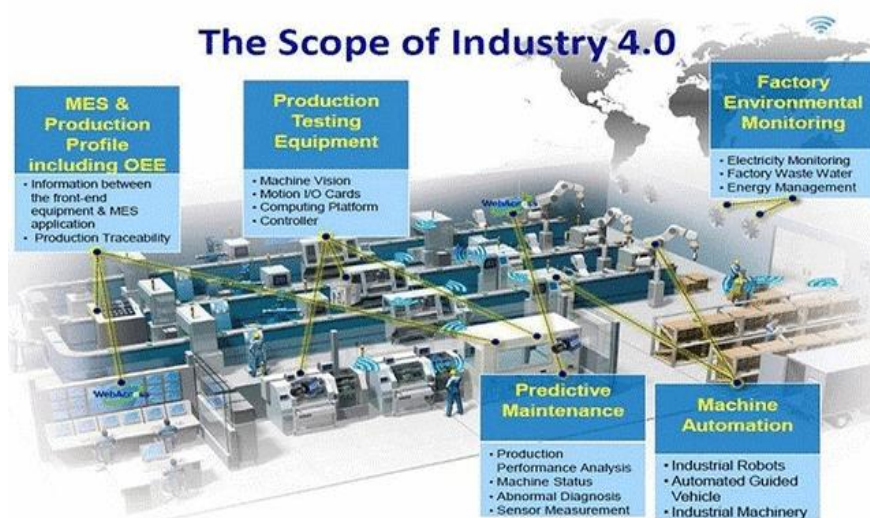 The Scope of Industry 4.0
MES &
Production
Profile
including OEE
• Information between
the front-end
equipment & MES
application
• Production Traceability
Production
Testing
Equipment
• Machine Vision
• Motion I/O Cards
• Computing Platform
• Controller
Factory
Environmental
Monitoring
• Electricity Monitoring
• Factory Waste Water
• Energy Management
WebAccess
WebAccess
Predictive
Maintenance
• Production
Performance Analysis
• Machine Status
• Abnormal Diagnosis
• Sensor Measurement
Machine
Automation
• Industrial Robots
• Automated Guided
Vehicle
• Industrial Machinery